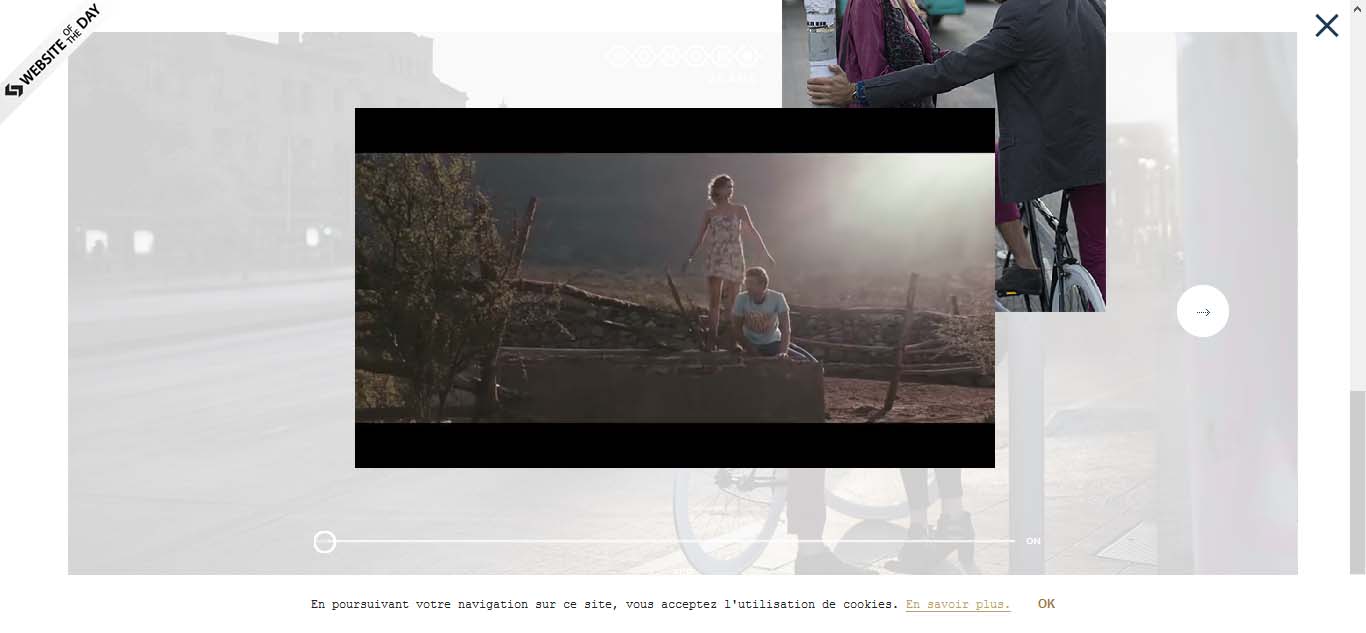 WEBSITE
OF
THE
DAY
JEANS
ON
En poursuivant votre navigation sur ce site, vous acceptez l'utilisation de cookies. En savoir plus. OK